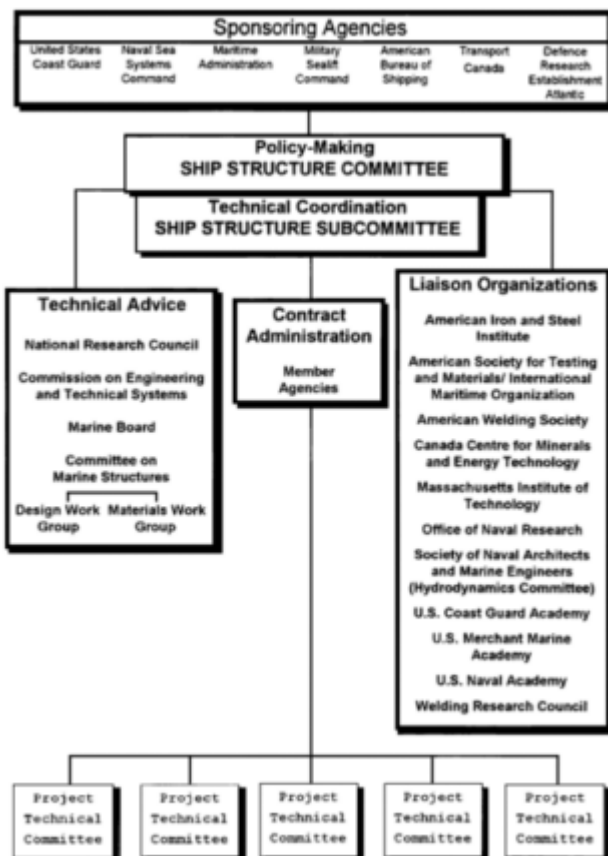 Sponsoring Agencies
United States
Coast Guard
Naval Sea
Systems
Command
Maritime
Administration
Military
Sealift
Command
American
Bureau of
Shipping
Transport
Canada
Defence
Research
Establishment
Atlantic
Policy-Making
SHIP STRUCTURE COMMITTEE
Technical Coordination
SHIP STRUCTURE SUBCOMMITTEE
Technical Advice
National Research Council
Commission on Engineering
and Technical Systems
Marine Board
Committee on
Marine Structures
Design Work
Group
Materials Work
Group
Contract
Administration
Member
Agencies
Liaison Organizations
American Iron and Steel
Institute
American Society for Testing
and Materials/ International
Maritime Organization
American Welding Society
Canada Centre for Minerals
and Energy Technology
Massachusetts Institute of
Technology
Office of Naval Research
Society of Naval Architects
and Marine Engineers
(Hydrodynamics Committee)
U.S. Coast Guard Academy
U.S. Merchant Marine
Academy
U.S. Naval Academy
Welding Research Council
Project
Technical
Committee
Project
Technical
Committee
Project
Technical
Committee
Project
Technical
Committee
Project
Technical
Committee